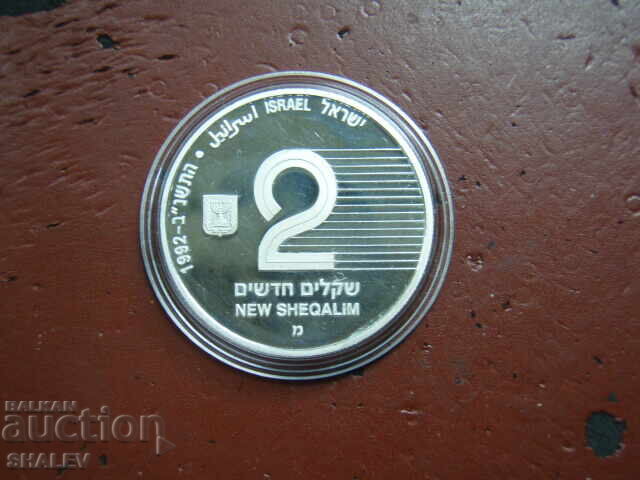 ישראל ISRAEL اسرائيل • התשנ"ב-1992
2
שקלים חדשים
NEW SHEQALIM
מ
BALKAN
auction
SHALEV